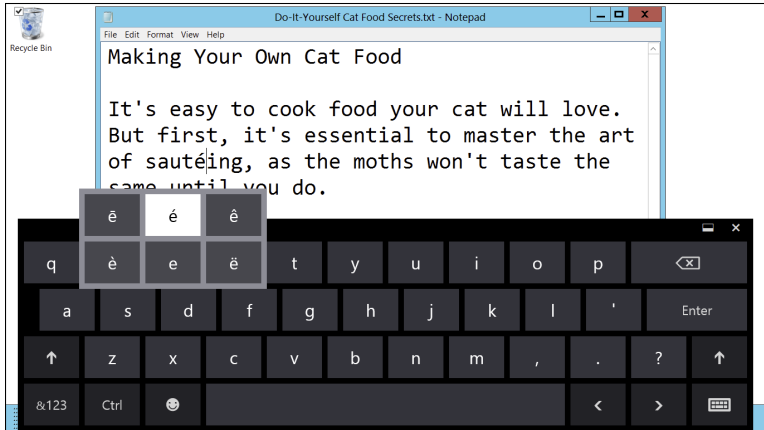 Do-It-Yourself Cat Food Secrets.txt - Notepad
Recycle Bin
File Edit Format View Help
Making Your Own Cat Food
It's easy to cook food your cat will love.
But first, it's essential to master the art
of sautéing, as the moths won't taste the
same until you do.
ē é ê
q è e ë t y u i o p
a s d f g h j k l ' Enter
z x c v b n m , . ?
&123 Ctrl < >